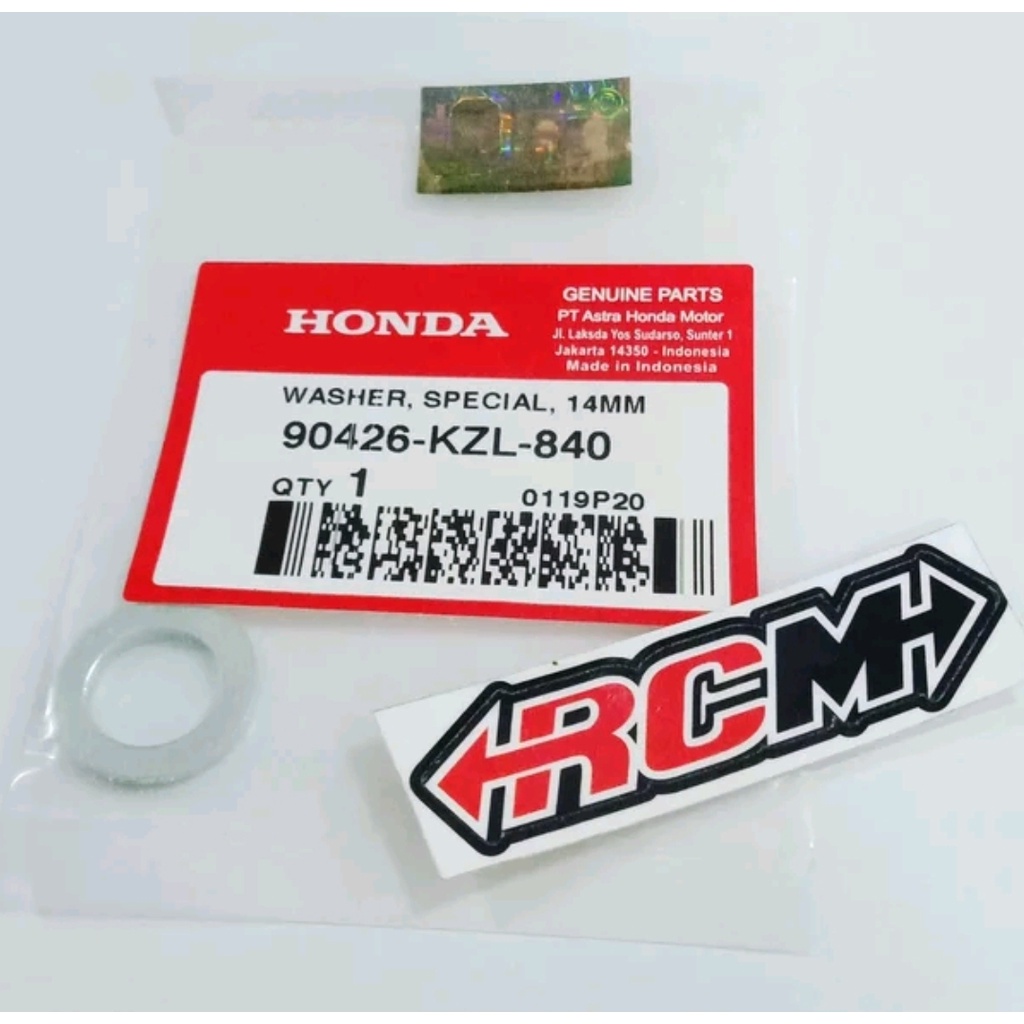 HONDA
GENUINE PARTS
PT Astra Honda Motor
Jl. Laksda Yos Sudarso, Sunter 1
Jakarta 14350 - Indonesia
Made in Indonesia
WASHER, SPECIAL, 14MM
90426-KZL-840
QTY 1
0119P20
RCM